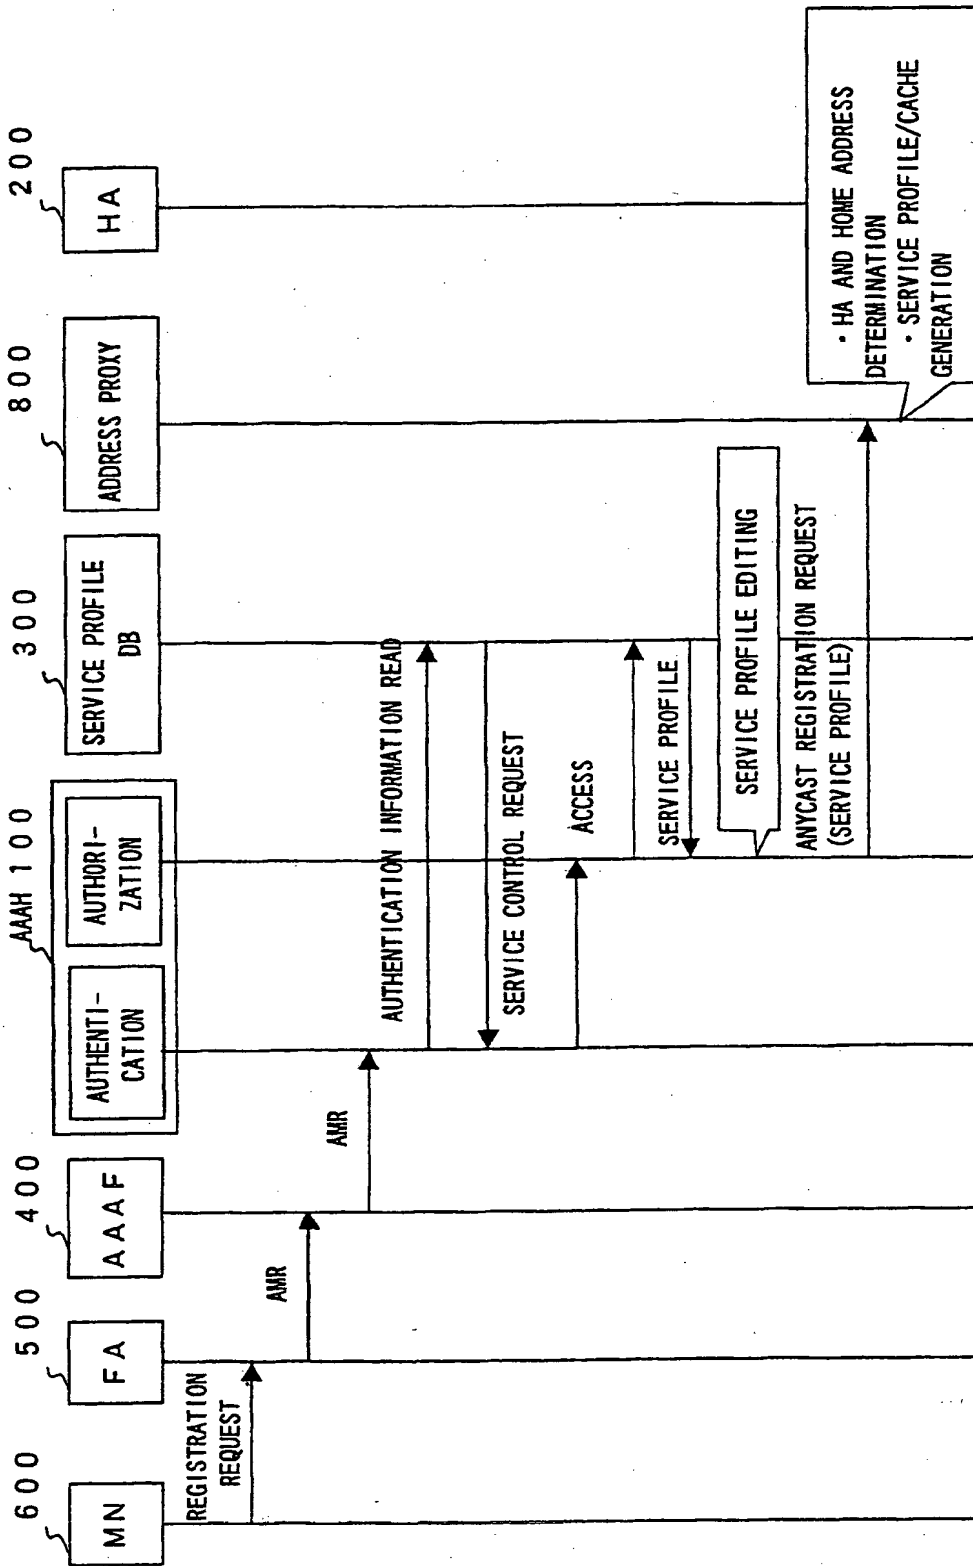 600
500
400
AAAH 100
300
800
200
MN
FA
AAAF
AUTHENTI-
CATION
AUTHORI-
ZATION
SERVICE PROFILE
DB
ADDRESS PROXY
HA
REGISTRATION
REQUEST
AMR
AMR
AUTHENTICATION INFORMATION READ
SERVICE CONTROL REQUEST
ACCESS
SERVICE PROFILE
SERVICE PROFILE EDITING
ANYCAST REGISTRATION REQUEST
(SERVICE PROFILE)
・HA AND HOME ADDRESS
DETERMINATION
・SERVICE PROFILE/CACHE
GENERATION